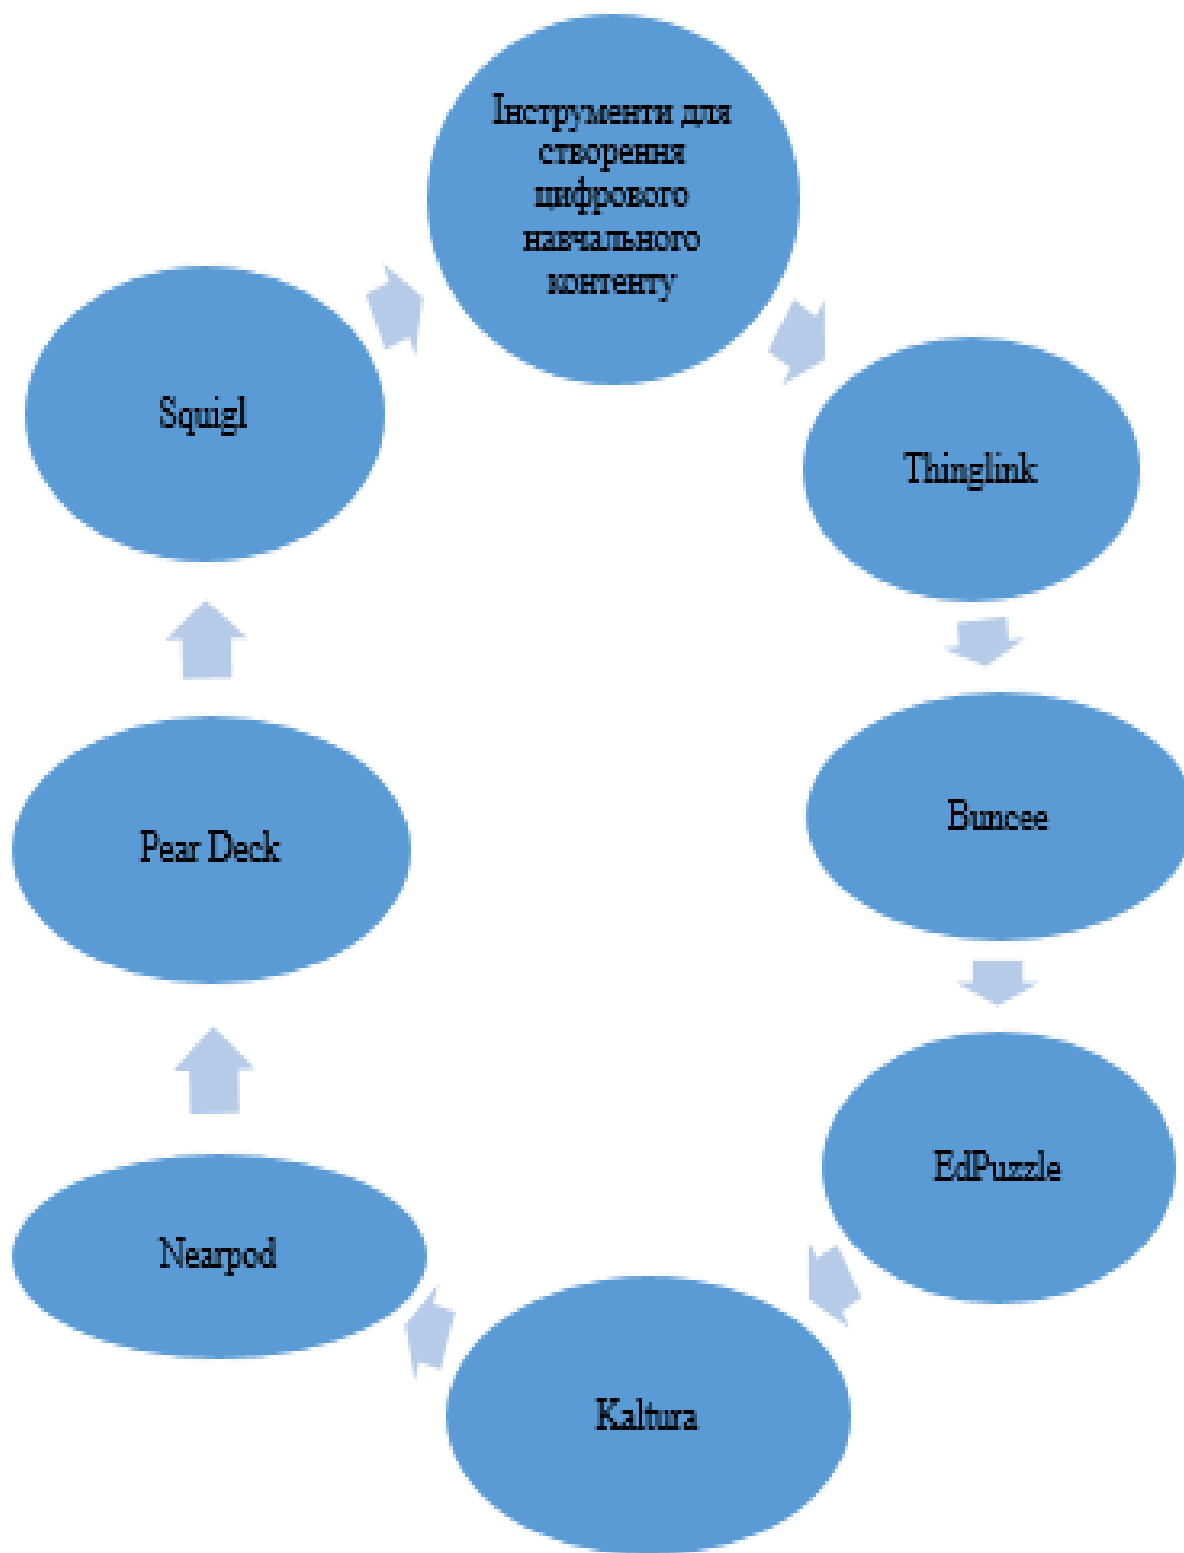 Інструменти для
створення
цифрового
навчального
контенту
Thinglink
Buncee
EdPuzzle
Kaltura
Nearpod
Pear Deck
Squigl